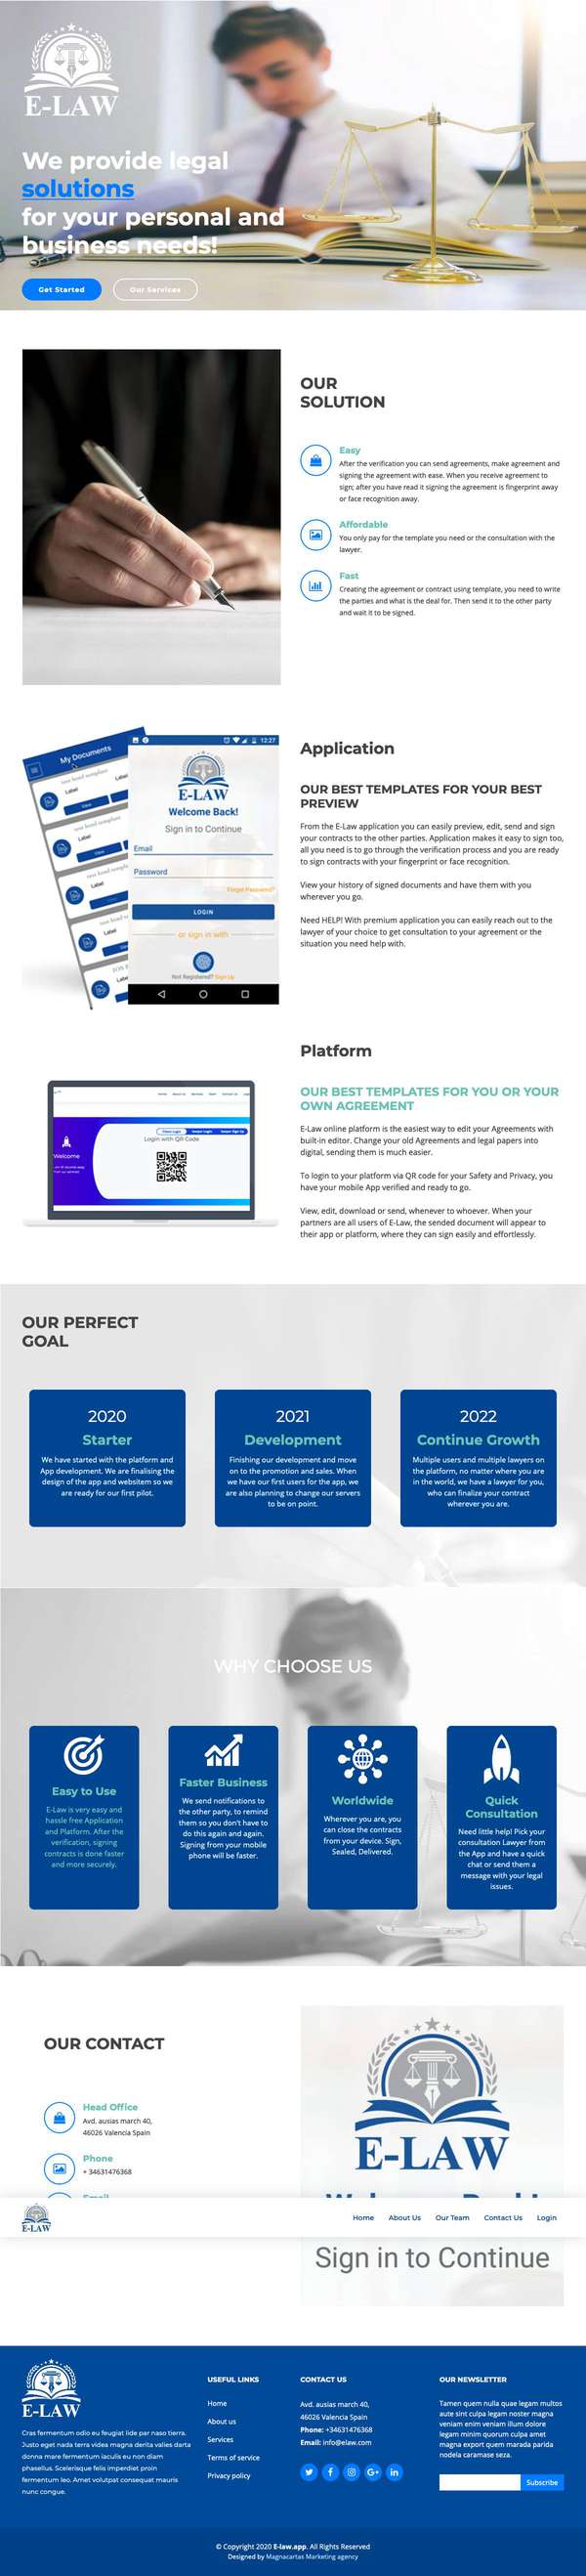 E-LAW
We provide legal
solutions
for your personal and
business needs!
Get Started
Our Services
OUR
SOLUTION
Easy
After the verification you can send agreements, make agreement and
signing the agreement with ease. When you receive agreement to
sign; after you have read it signing the agreement is fingerprint away
or face recognition away.
Affordable
You only pay for the template you need or the consultation with the
lawyer.
Fast
Creating the agreement or contract using template, you need to write
the parties and what is the deal for. Then send it to the other party
and wait it to be signed.
My Documents
Label
View
Label
View
Label
View
Label
12:27
E-LAW
Welcome Back!
Sign in to Continue
Email
Password
Forgot Password?
LOGIN
or sign in with
Not Registered? Sign Up
Application
OUR BEST TEMPLATES FOR YOUR BEST
PREVIEW
From the E-Law application you can easily preview, edit, send and sign
your contracts to the other parties. Application makes it easy to sign too,
all you need is to go through the verification process and you are ready
to sign contracts with your fingerprint or face recognition.
View your history of signed documents and have them with you
wherever you go.
Need HELP! With premium application you can easily reach out to the
lawyer of your choice to get consultation to your agreement or the
situation you need help with.
Welcome
Login with QR Code
Platform
OUR BEST TEMPLATES FOR YOU OR YOUR
OWN AGREEMENT
E-Law online platform is the easiest way to edit your Agreements with
built-in editor. Change your old Agreements and legal papers into
digital, sending them is much easier.
To login to your platform via QR code for your Safety and Privacy, you
have your mobile App verified and ready to go.
View, edit, download or send, whenever to whoever. When your
partners are all users of E-Law, the sended document will appear to
their app or platform, where they can sign easily and effortlessly.
OUR PERFECT
GOAL
2020
Starter
We have started with the platform and
App development. We are finalising the
design of the app and websitem so we
are ready for our first pilot.
2021
Development
Finishing our development and move
on to the promotion and sales. When
we have our first users for the app, we
are also planning to change our servers
to be on point.
2022
Continue Growth
Multiple users and multiple lawyers on
the platform, no matter where you are
in the world, we have a lawyer for you,
who can finalize your contract
wherever you are.
WHY CHOOSE US
Easy to Use
E-Law is very easy and
hassle free Application
and Platform. After the
verification, signing
contracts is done faster
and more securely.
Faster Business
We send notifications to
the other party, to remind
them so you don't have to
do this again and again.
Signing from your mobile
phone will be faster.
Worldwide
Wherever you are, you
can close the contracts
from your device. Sign,
Sealed, Delivered.
Quick
Consultation
Need little help! Pick your
consultation Lawyer from
the App and have a quick
chat or send them a
message with your legal
issues.
OUR CONTACT
Head Office
Avd. ausias march 40,
46026 Valencia Spain
Phone
+ 34631476368
Email
E-LAW
E-LAW
Home
About Us
Our Team
Contact Us
Login
Sign in to Continue
E-LAW
Cras fermentum odio eu feugiat lide par naso tierra.
Justo eget nada terra videa magna derita valies darta
donna mare fermentum iaculis eu non diam
phasellus. Scelerisque felis imperdiet proin
fermentum leo. Amet volutpat consequat mauris
nunc congue.
USEFUL LINKS
Home
About us
Services
Terms of service
Privacy policy
CONTACT US
Avd. ausias march 40,
46026 Valencia Spain
Phone: +34631476368
Email: info@elaw.com
OUR NEWSLETTER
Tamen quem nulla quae legam multos
aute sint culpa legam noster magna
veniam enim veniam illum dolore
legam minim quorum culpa amet
magna export quem marada parida
nodela caramase seza.
Subscribe
© Copyright 2020 E-law.app. All Rights Reserved
Designed by Magnacartas Marketing agency